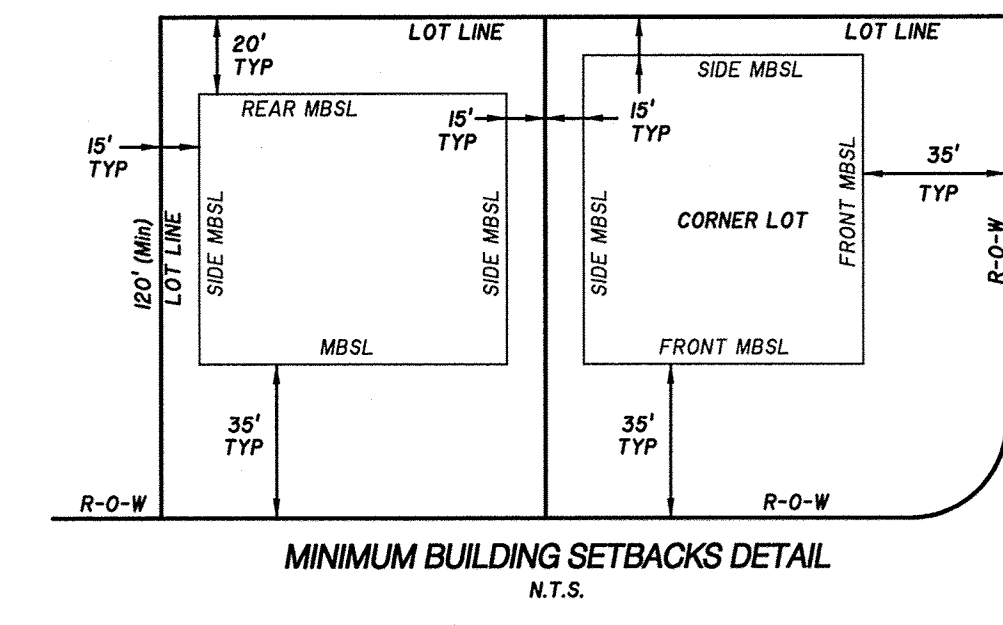 LOT LINE
LOT LINE
20'
TYP
SIDE MBSL
REAR MBSL
15'
TYP
15'
TYP
15'
TYP
35'
TYP
120' (Min)
LOT LINE
SIDE MBSL
SIDE MBSL
SIDE MBSL
CORNER LOT
FRONT MBSL
R-O-W
MBSL
FRONT MBSL
35'
TYP
35'
TYP
R-O-W
R-O-W
MINIMUM BUILDING SETBACKS DETAIL
N.T.S.